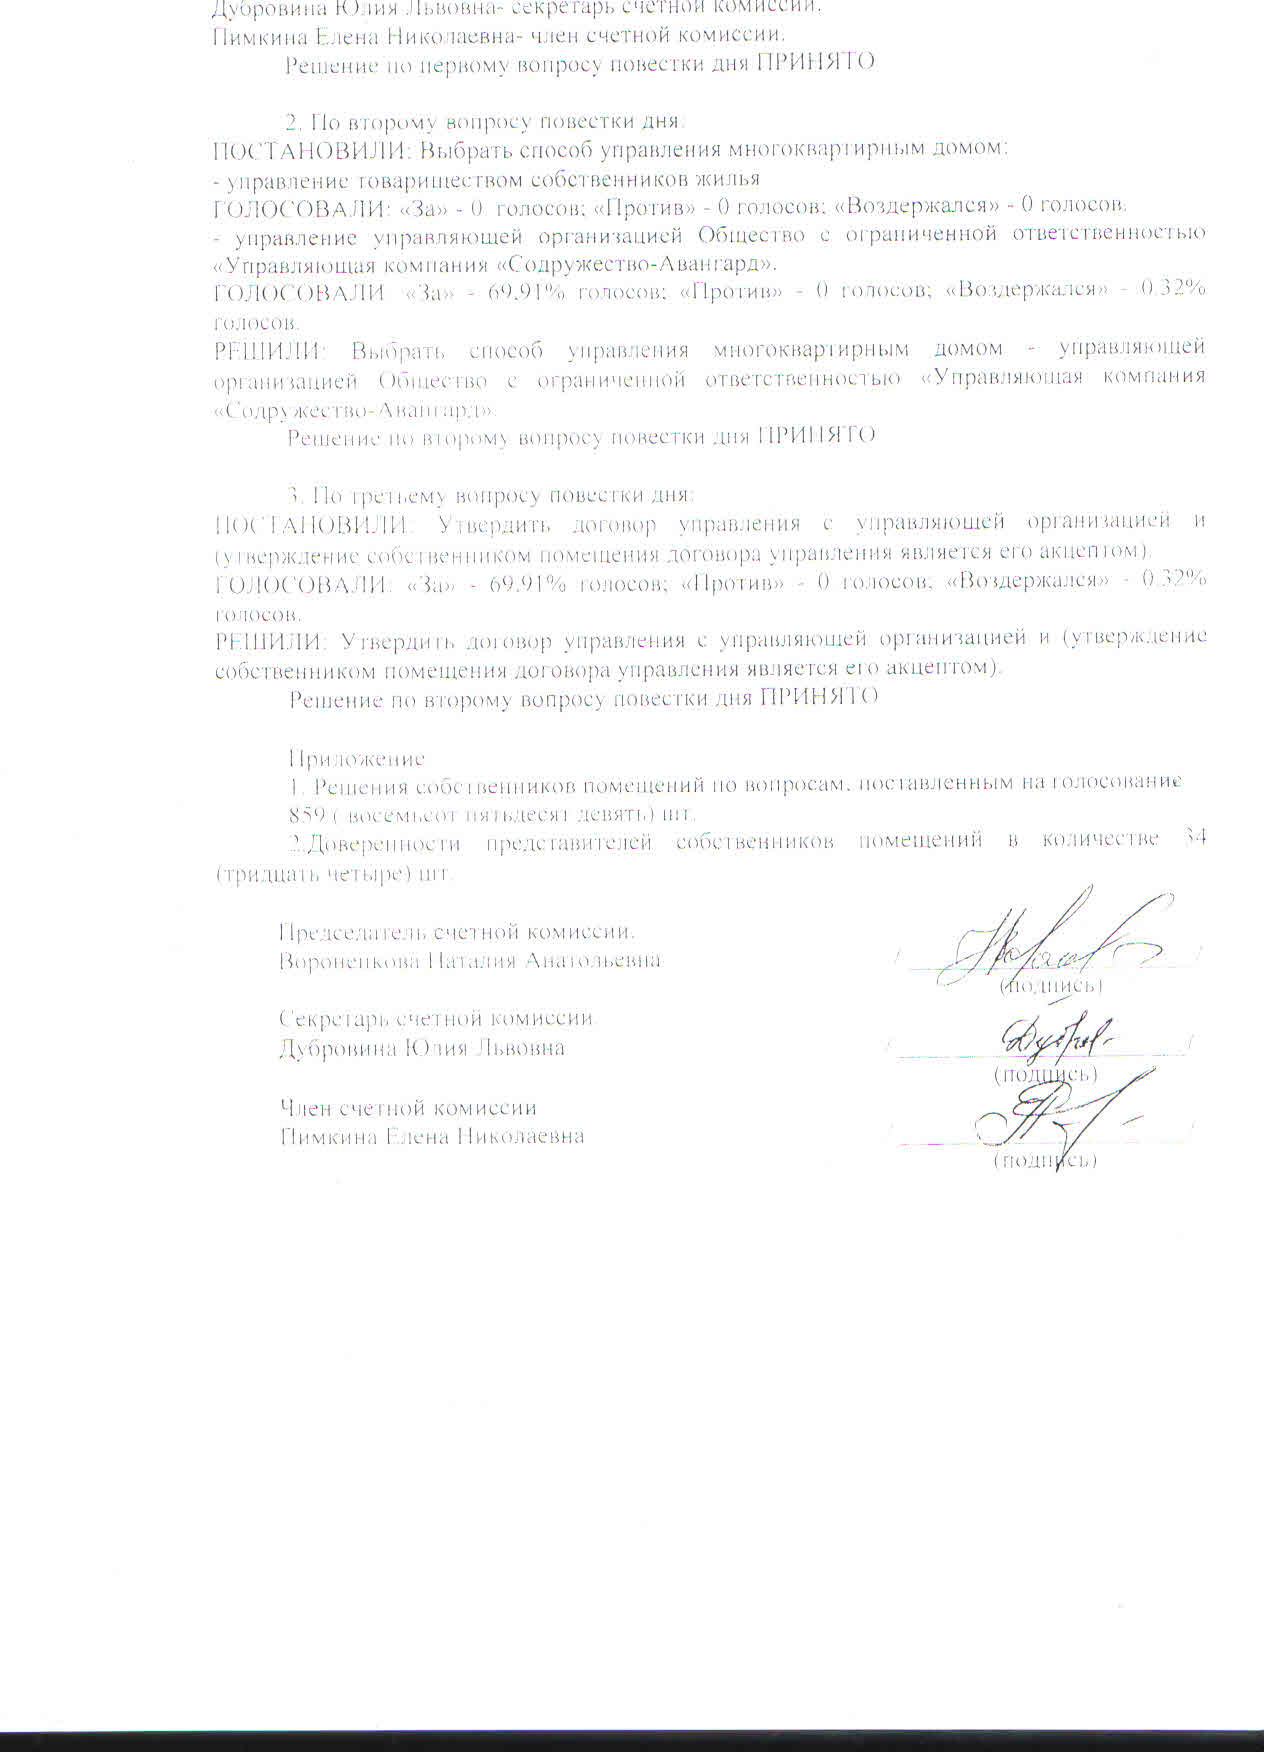 Дубровина Юлия Львовна- секретарь счетной комиссии.
Пимкина Елена Николаевна- член счетной комиссии.
Решение по первому вопросу повестки дня ПРИНЯТО
2. По второму вопросу повестки дня.
ПОСТАНОВИЛИ: Выбрать способ управления многоквартирным домом:
- управление товариществом собственников жилья
ГОЛОСОВАЛИ: «За» - 0 голосов; «Против» - 0 голосов; «Воздержался» - 0 голосов.
- управление управляющей организацией Общество с ограниченной ответственностью
«Управляющая компания «Содружество-Авангард».
ГОЛОСОВАЛИ «За» - 69,91% голосов; «Против» - 0 голосов; «Воздержался» - 0.32%
голосов.
РЕШИЛИ: Выбрать способ управления многоквартирным домом - управляющей
организацией Общество с ограниченной ответственностью «Управляющая компания
«Содружество-Авангард»
Решение по второму вопросу повестки дня ПРИНЯТО
3. По третьему вопросу повестки дня:
ПОСТАНОВИЛИ: Утвердить договор управления с управляющей организацией и
(утверждение собственником помещения договора управления является его акцептом).
ГОЛОСОВАЛИ: «За» - 69,91% голосов; «Против» - 0 голосов; «Воздержался» - 0.32%
голосов.
РЕШИЛИ: Утвердить договор управления с управляющей организацией и (утверждение
собственником помещения договора управления является его акцептом).
Решение по второму вопросу повестки дня ПРИНЯТО
Приложение
1. Решения собственников помещений по вопросам, поставленным на голосование
859 ( восемьсот пятьдесят девять) шт.
2.Доверенности представителей собственников помещений в количестве 34
(тридцать четыре) шт.
Председатель счетной комиссии.
Вороненкова Наталия Анатольевна
(подпись)
Секретарь счетной комиссии
Дубровина Юлия Львовна
(подпись)
Член счетной комиссии
Пимкина Елена Николаевна
(подпись)